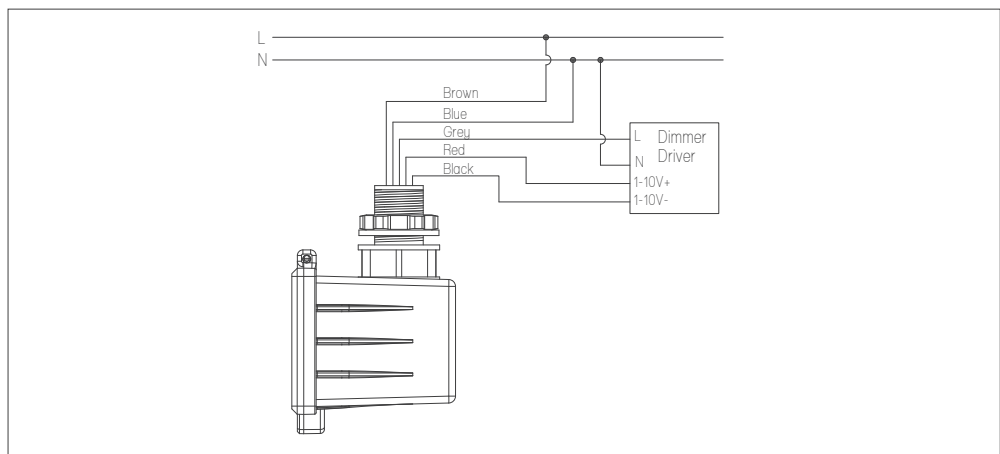 L
N
Brown
Blue
Grey
Red
Black
L Dimmer
N Driver
1-10V+
1-10V-